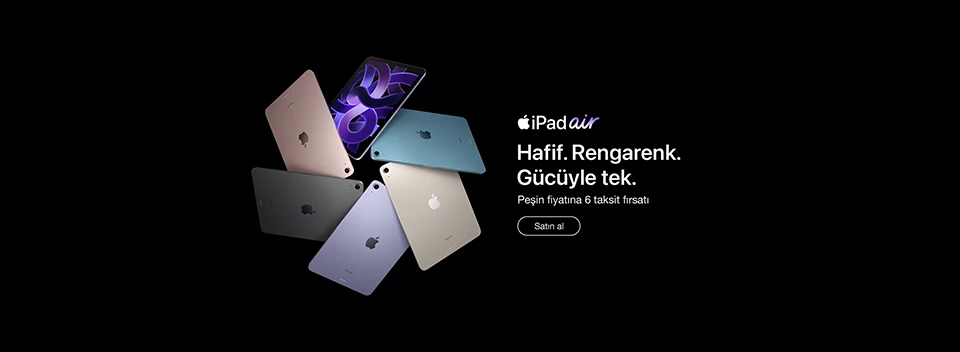 iPad air
Hafif. Rengarenk.
Gücüyle tek.
Peşin fiyatına 6 taksit fırsatı
Satın al